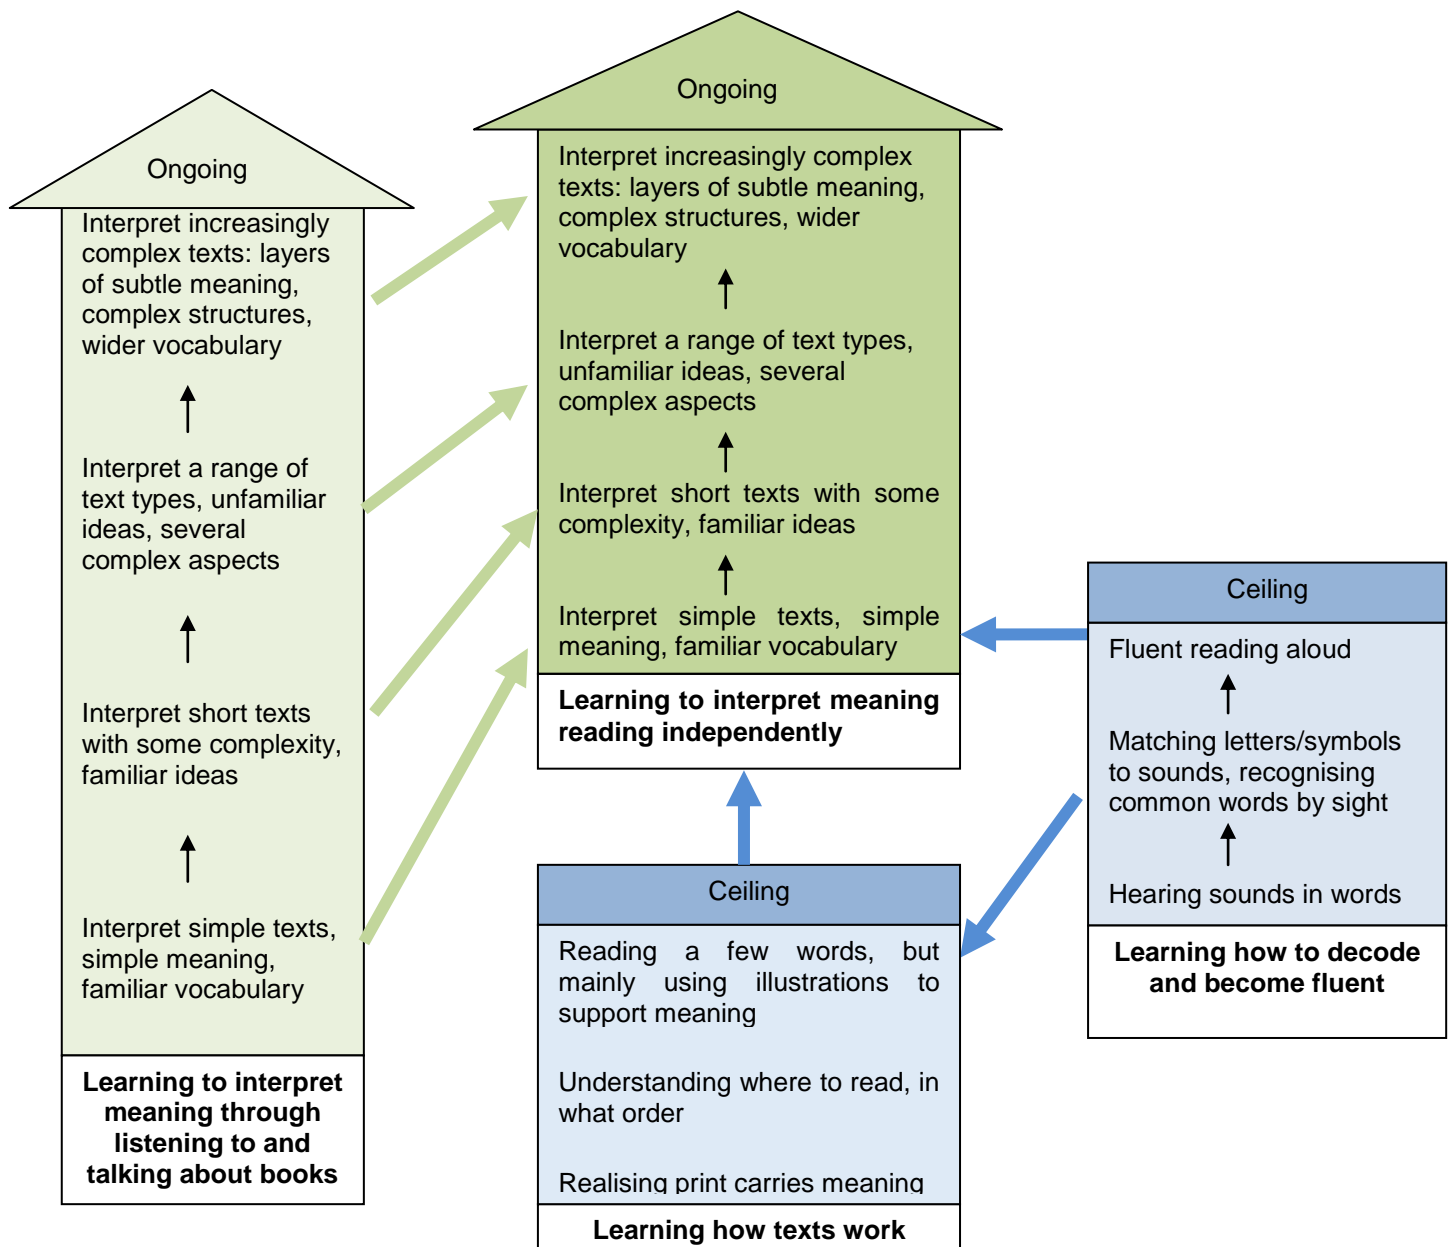 Ongoing
Interpret increasingly
complex texts: layers
of subtle meaning,
complex structures,
wider vocabulary
Interpret a range of
text types, unfamiliar
ideas, several
complex aspects
Interpret short texts
with some complexity,
familiar ideas
Interpret simple texts,
simple meaning,
familiar vocabulary
Learning to interpret
meaning through
listening to and
talking about books
Ongoing
Interpret increasingly complex
texts: layers of subtle meaning,
complex structures, wider
vocabulary
Interpret a range of text types,
unfamiliar ideas, several
complex aspects
Interpret short texts with some
complexity, familiar ideas
Interpret simple texts, simple
meaning, familiar vocabulary
Learning to interpret meaning
reading independently
Ceiling
Reading a few words, but
mainly using illustrations to
support meaning
Understanding where to read, in
what order
Realising print carries meaning
Learning how texts work
Ceiling
Fluent reading aloud
Matching letters/symbols
to sounds, recognising
common words by sight
Hearing sounds in words
Learning how to decode
and become fluent